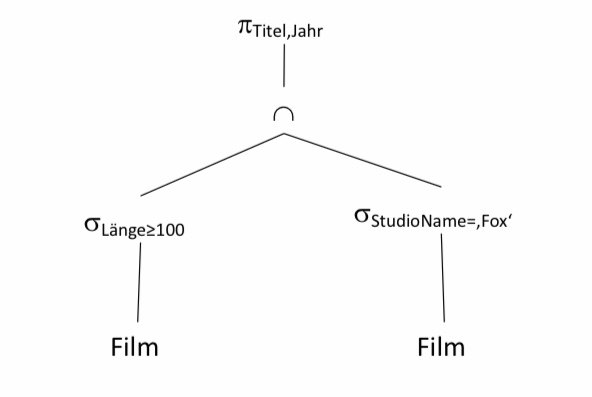 πTitel,Jahr
∩
σLänge≥100
σStudioName=‚Fox‘
Film
Film